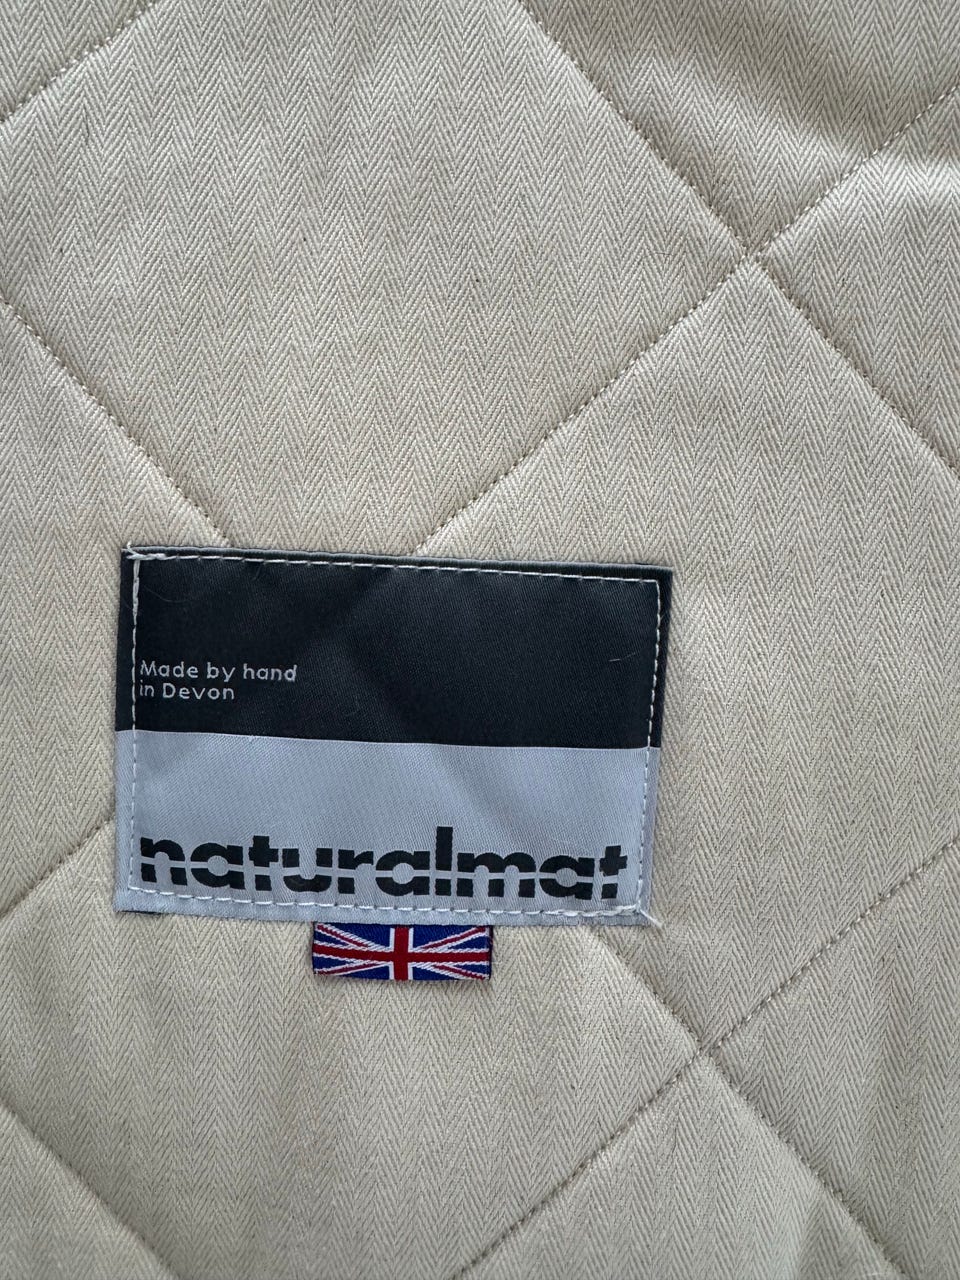 Made by hand
in Devon
naturalmat